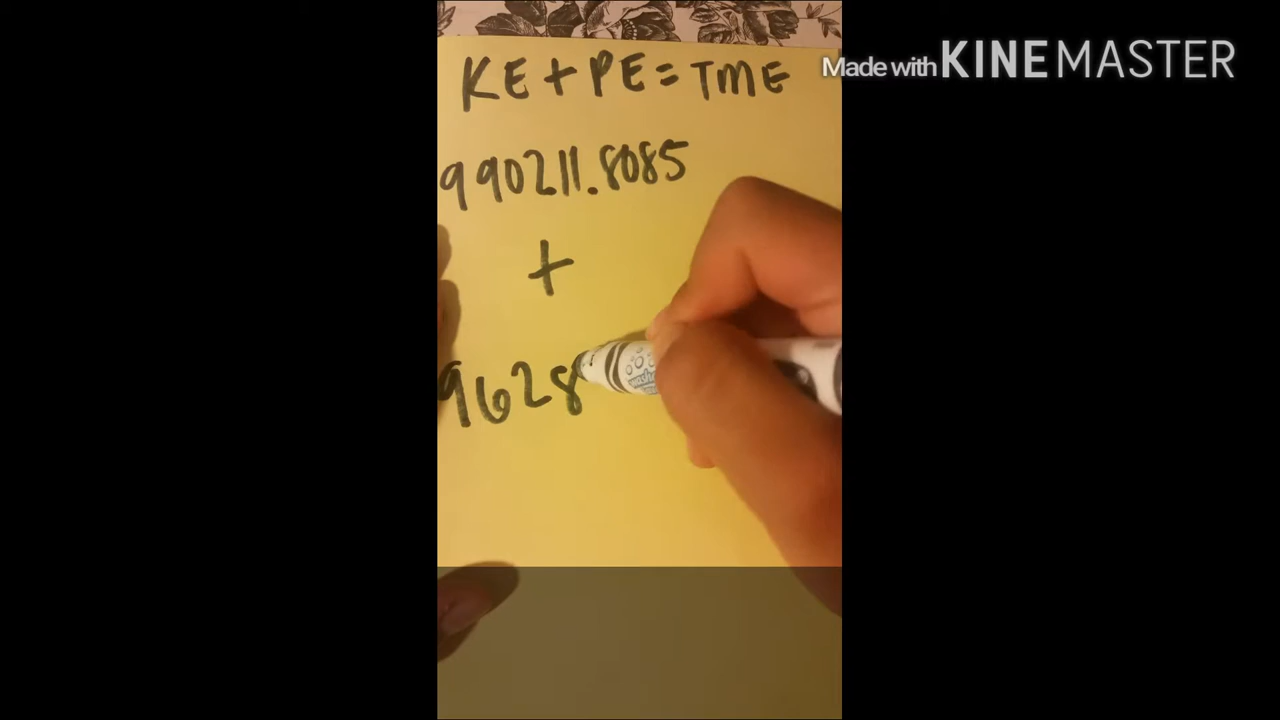 Made with KINEMASTER
KE + PE = TME
990211.8085
+
9628